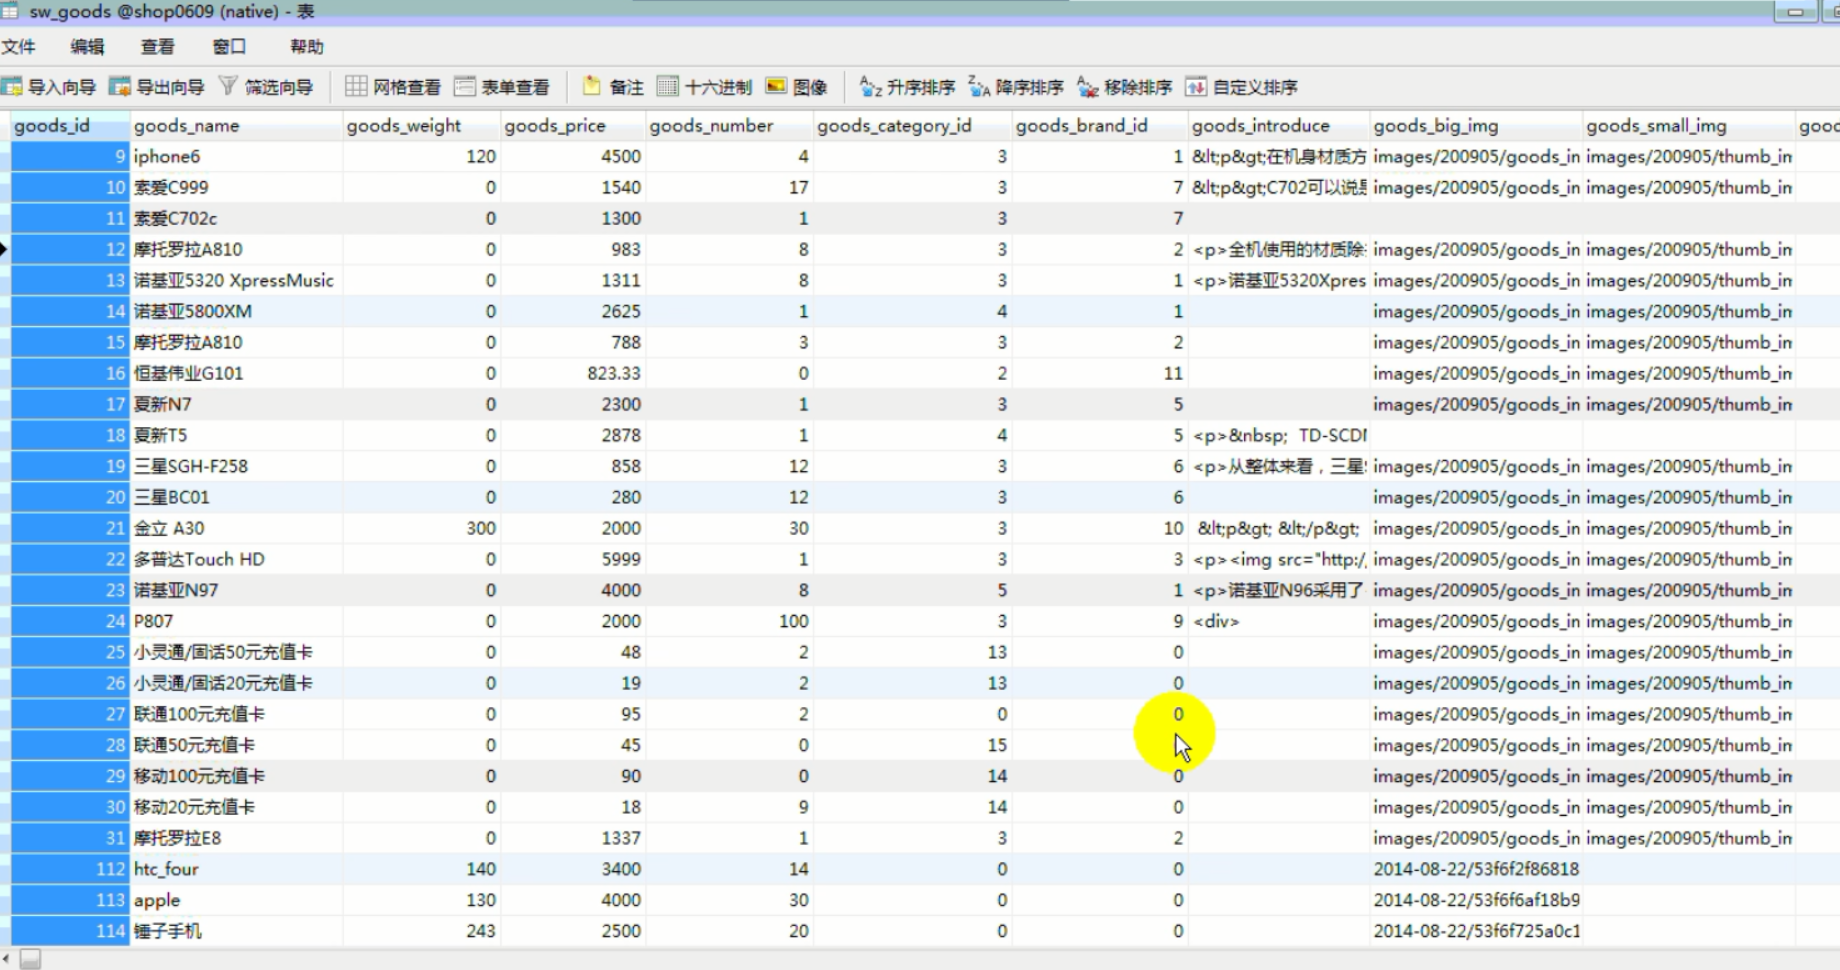 sw_goods @shop0609 (native) - 表
文件 编辑 查看 窗口 帮助
导入向导 导出向导 筛选向导 网格查看 表单查看 备注 十六进制 图像 升序排序 降序排序 移除排序 自定义排序
goods_id goods_name goods_weight goods_price goods_number goods_category_id goods_brand_id goods_introduce goods_big_img goods_small_img good
9 iphone6 120 4500 4 3 1 &lt;p&gt;在机身材质方 images/200905/goods_in images/200905/thumb_in
10 索爱C999 0 1540 17 3 7 &lt;p&gt;C702可以说是 images/200905/goods_in images/200905/thumb_in
11 索爱C702c 0 1300 1 3 7
12 摩托罗拉A810 0 983 8 3 2 <p>全机使用的材质除 images/200905/goods_in images/200905/thumb_in
13 诺基亚5320 XpressMusic 0 1311 8 3 1 <p>诺基亚5320Xpres images/200905/goods_in images/200905/thumb_in
14 诺基亚5800XM 0 2625 1 4 1 images/200905/goods_in images/200905/thumb_in
15 摩托罗拉A810 0 788 3 3 2 images/200905/goods_in images/200905/thumb_in
16 恒基伟业G101 0 823.33 0 2 11 images/200905/goods_in images/200905/thumb_in
17 夏新N7 0 2300 1 3 5 images/200905/goods_in images/200905/thumb_in
18 夏新T5 0 2878 1 4 5 <p>&nbsp; TD-SCDM
19 三星SGH-F258 0 858 12 3 6 <p>从整体来看，三星 images/200905/goods_in images/200905/thumb_in
20 三星BC01 0 280 12 3 6 images/200905/goods_in images/200905/thumb_in
21 金立 A30 300 2000 30 3 10 &lt;p&gt; &lt;/p&gt; images/200905/goods_in images/200905/thumb_in
22 多普达Touch HD 0 5999 1 3 3 <p><img src="http:/ images/200905/goods_in images/200905/thumb_in
23 诺基亚N97 0 4000 8 5 1 <p>诺基亚N96采用了 images/200905/goods_in images/200905/thumb_in
24 P807 0 2000 100 3 9 <div> images/200905/goods_in images/200905/thumb_in
25 小灵通/固话50元充值卡 0 48 2 13 0 images/200905/goods_in images/200905/thumb_in
26 小灵通/固话20元充值卡 0 19 2 13 0 images/200905/goods_in images/200905/thumb_in
27 联通100元充值卡 0 95 2 0 0 images/200905/goods_in images/200905/thumb_in
28 联通50元充值卡 0 45 0 15 images/200905/goods_in images/200905/thumb_in
29 移动100元充值卡 0 90 0 14 0 images/200905/goods_in images/200905/thumb_in
30 移动20元充值卡 0 18 9 14 0 images/200905/goods_in images/200905/thumb_in
31 摩托罗拉E8 0 1337 1 3 2 images/200905/goods_in images/200905/thumb_in
112 htc_four 140 3400 14 0 0 2014-08-22/53f6f2f86818
113 apple 130 4000 30 0 0 2014-08-22/53f6f6af18b9
114 锤子手机 243 2500 20 0 0 2014-08-22/53f6f725a0c1